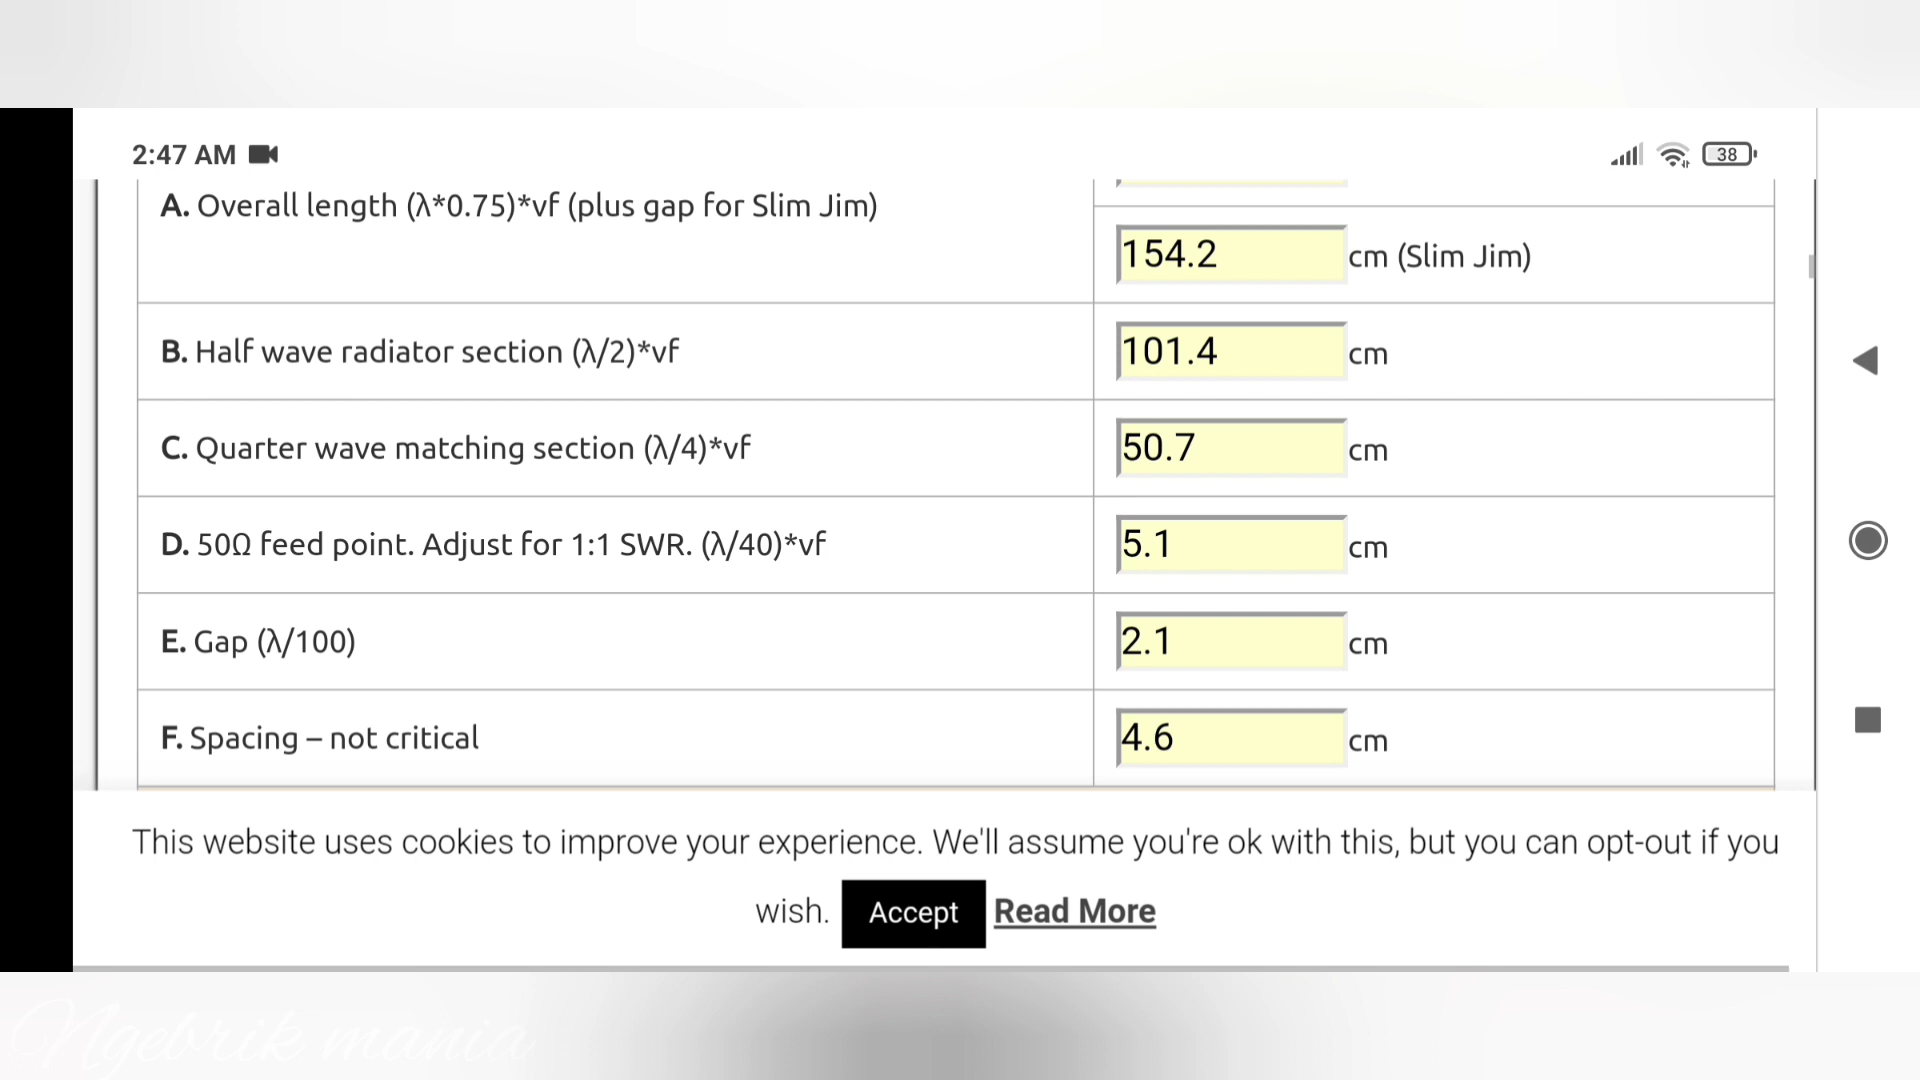 2:47 AM
38
A. Overall length (λ*0.75)*vf (plus gap for Slim Jim)
154.2 cm (Slim Jim)
B. Half wave radiator section (λ/2)*vf
101.4 cm
C. Quarter wave matching section (λ/4)*vf
50.7 cm
D. 50Ω feed point. Adjust for 1:1 SWR. (λ/40)*vf
5.1 cm
E. Gap (λ/100)
2.1 cm
F. Spacing – not critical
4.6 cm
This website uses cookies to improve your experience. We'll assume you're ok with this, but you can opt-out if you
wish. Accept Read More
Ngebrik mania